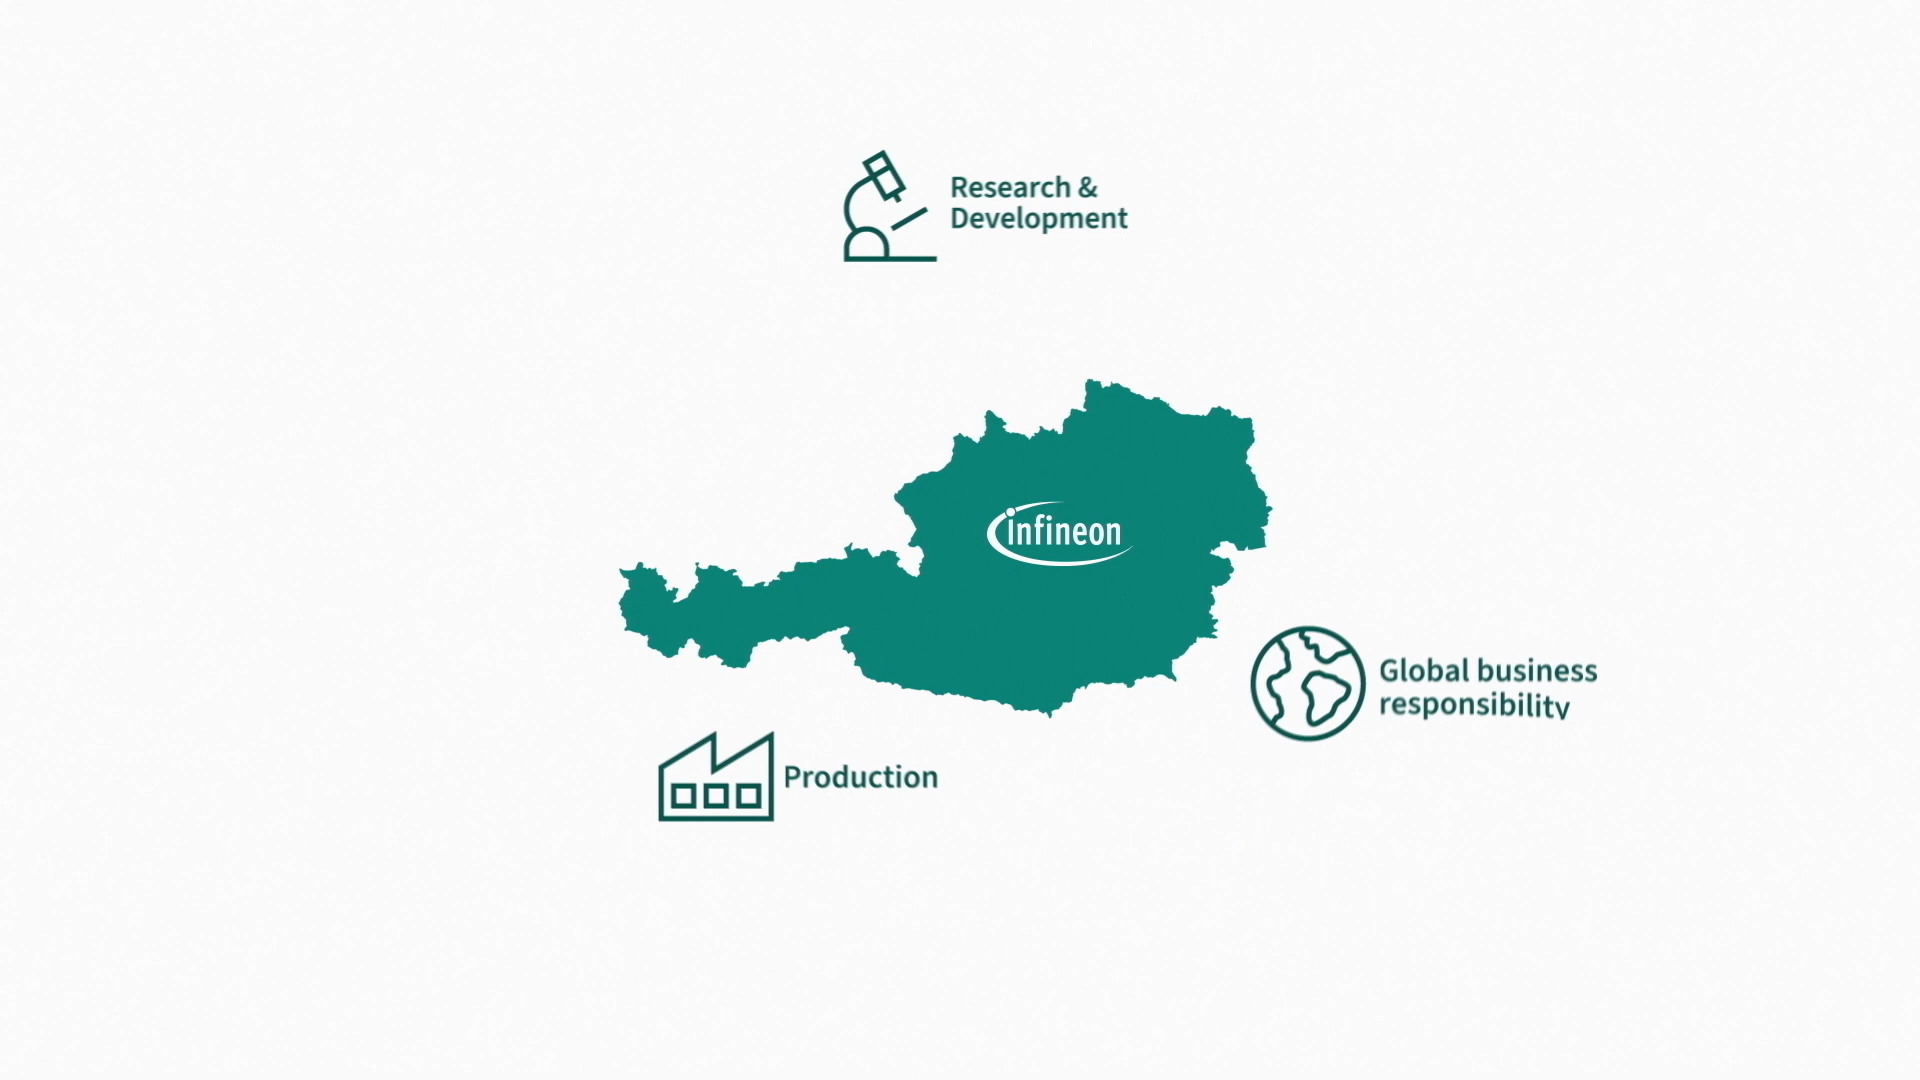 Research &
Development
infineon
Global business
responsibility
Production